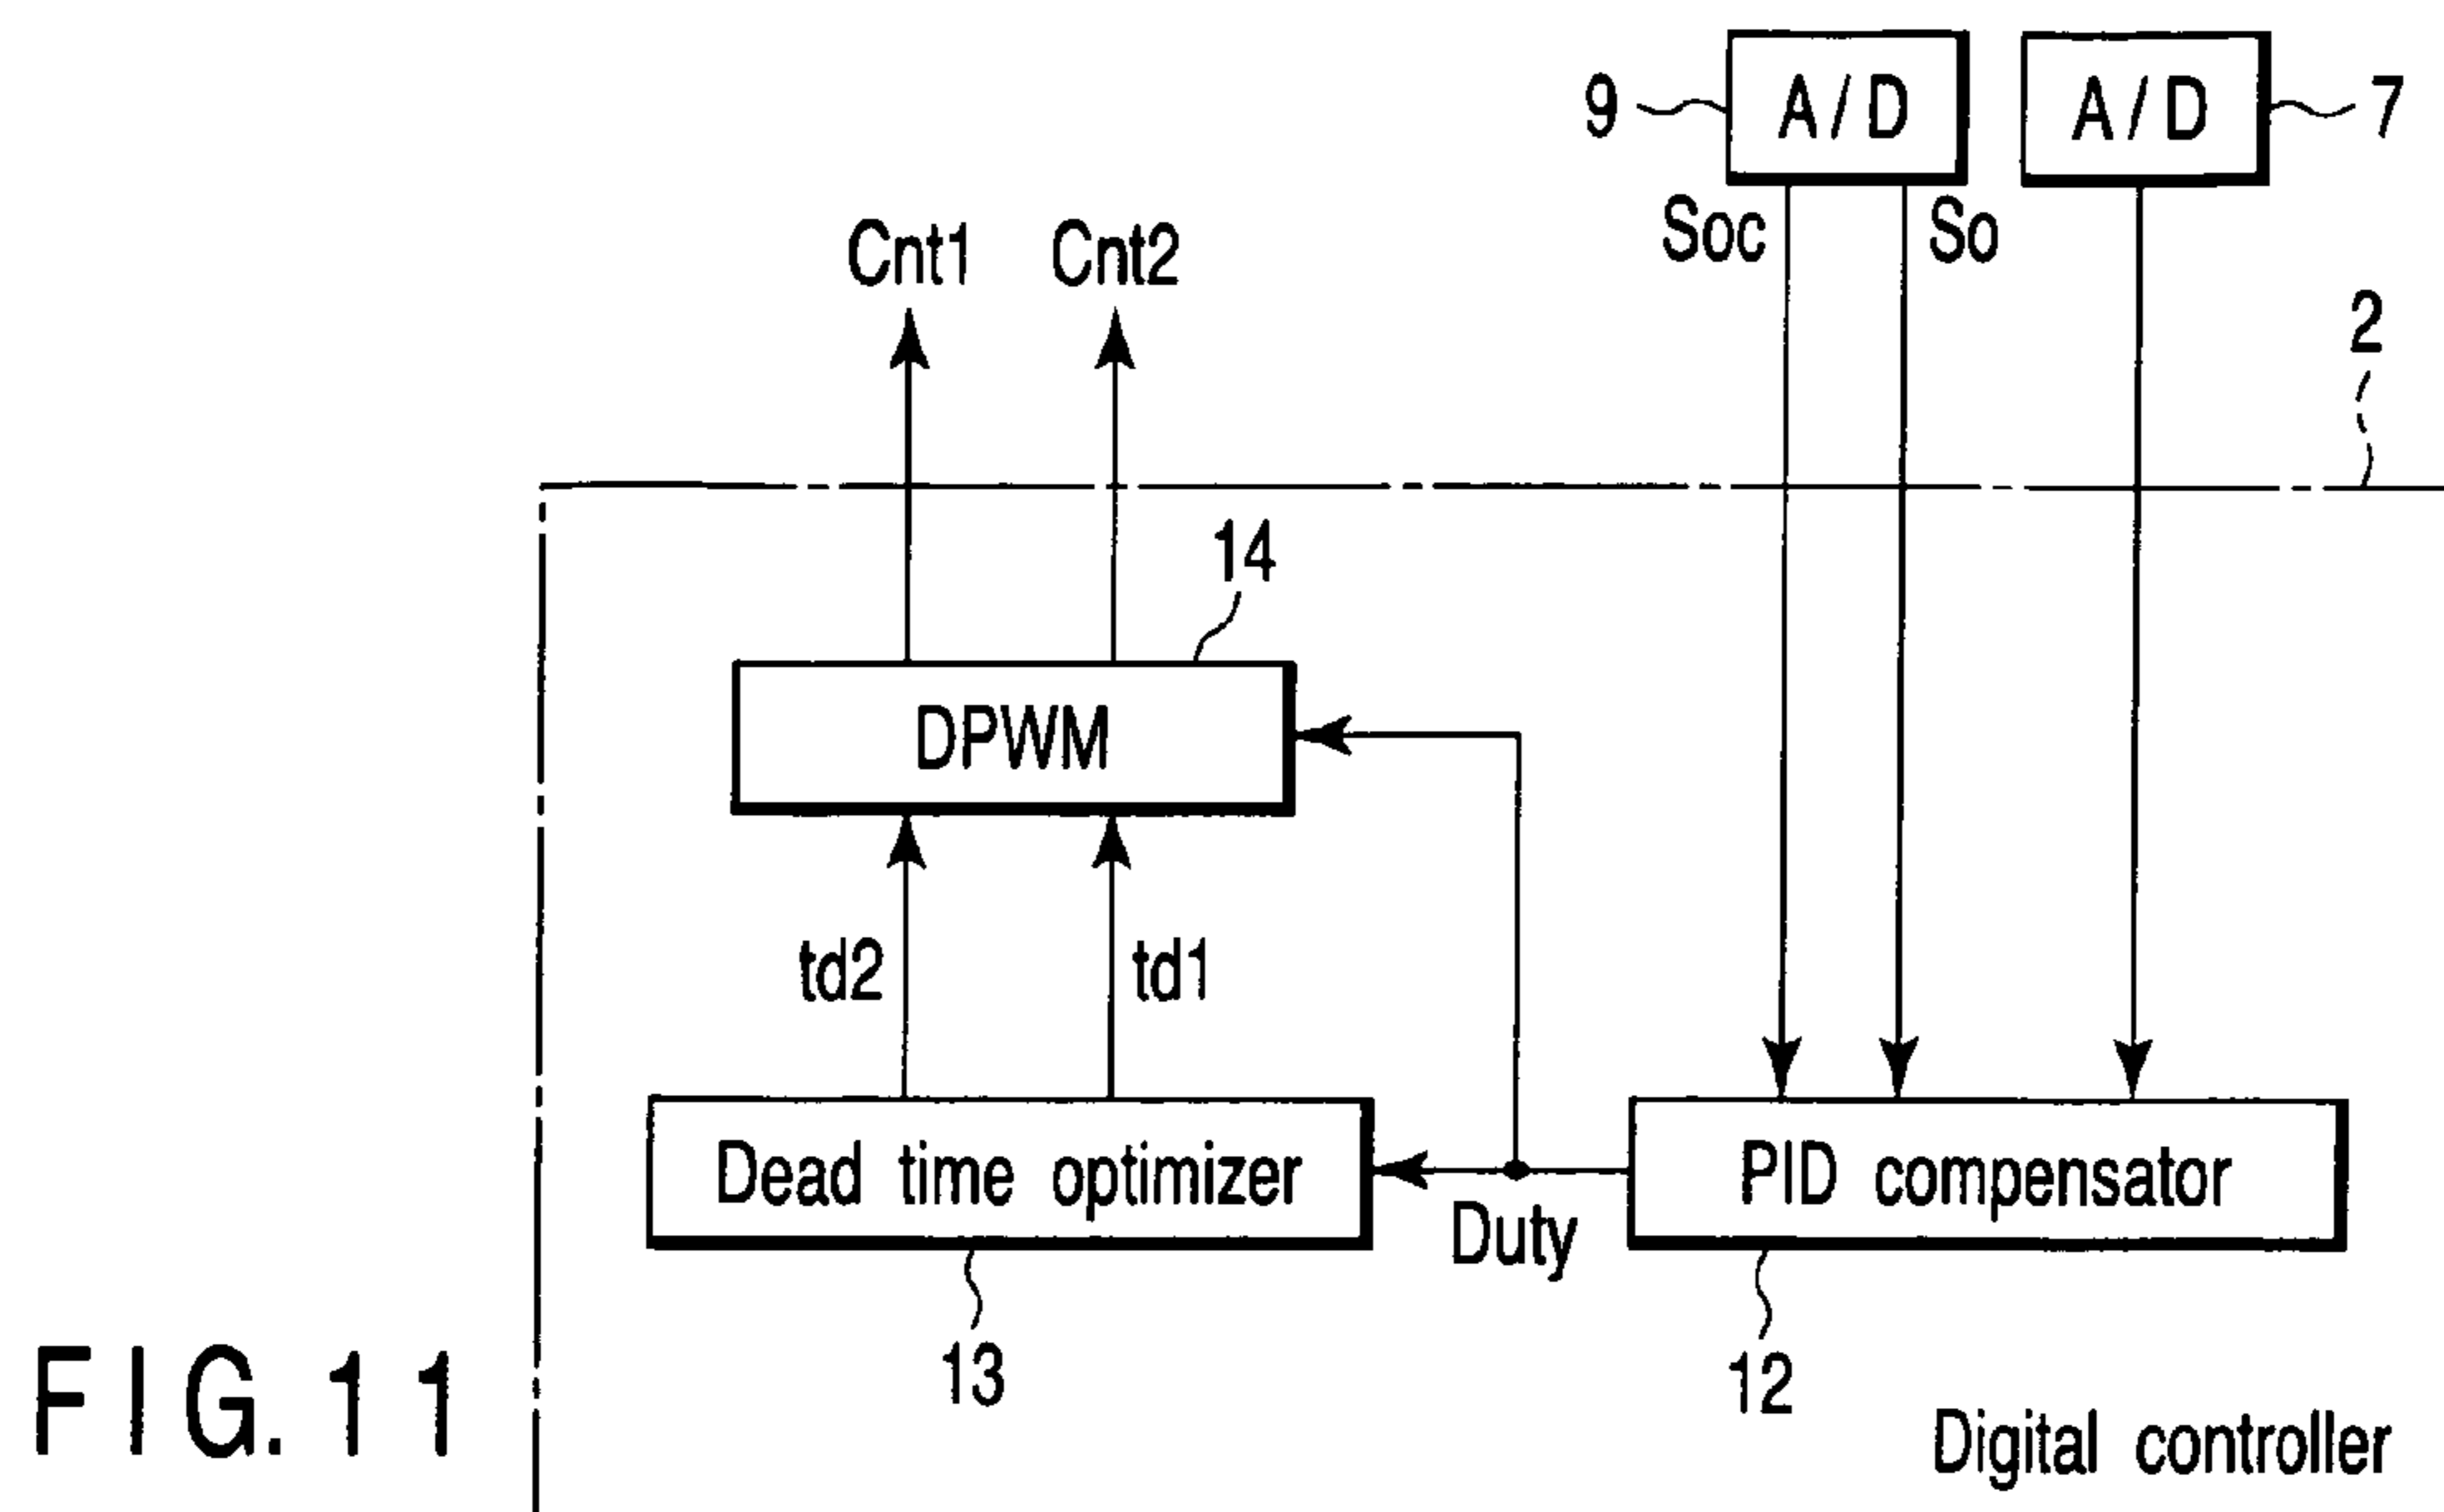 A/D
A/D
9
7
Soc
So
Cnt1
Cnt2
2
14
DPWM
td2
td1
Dead time optimizer
PID compensator
Duty
13
12
FIG. 11
Digital controller